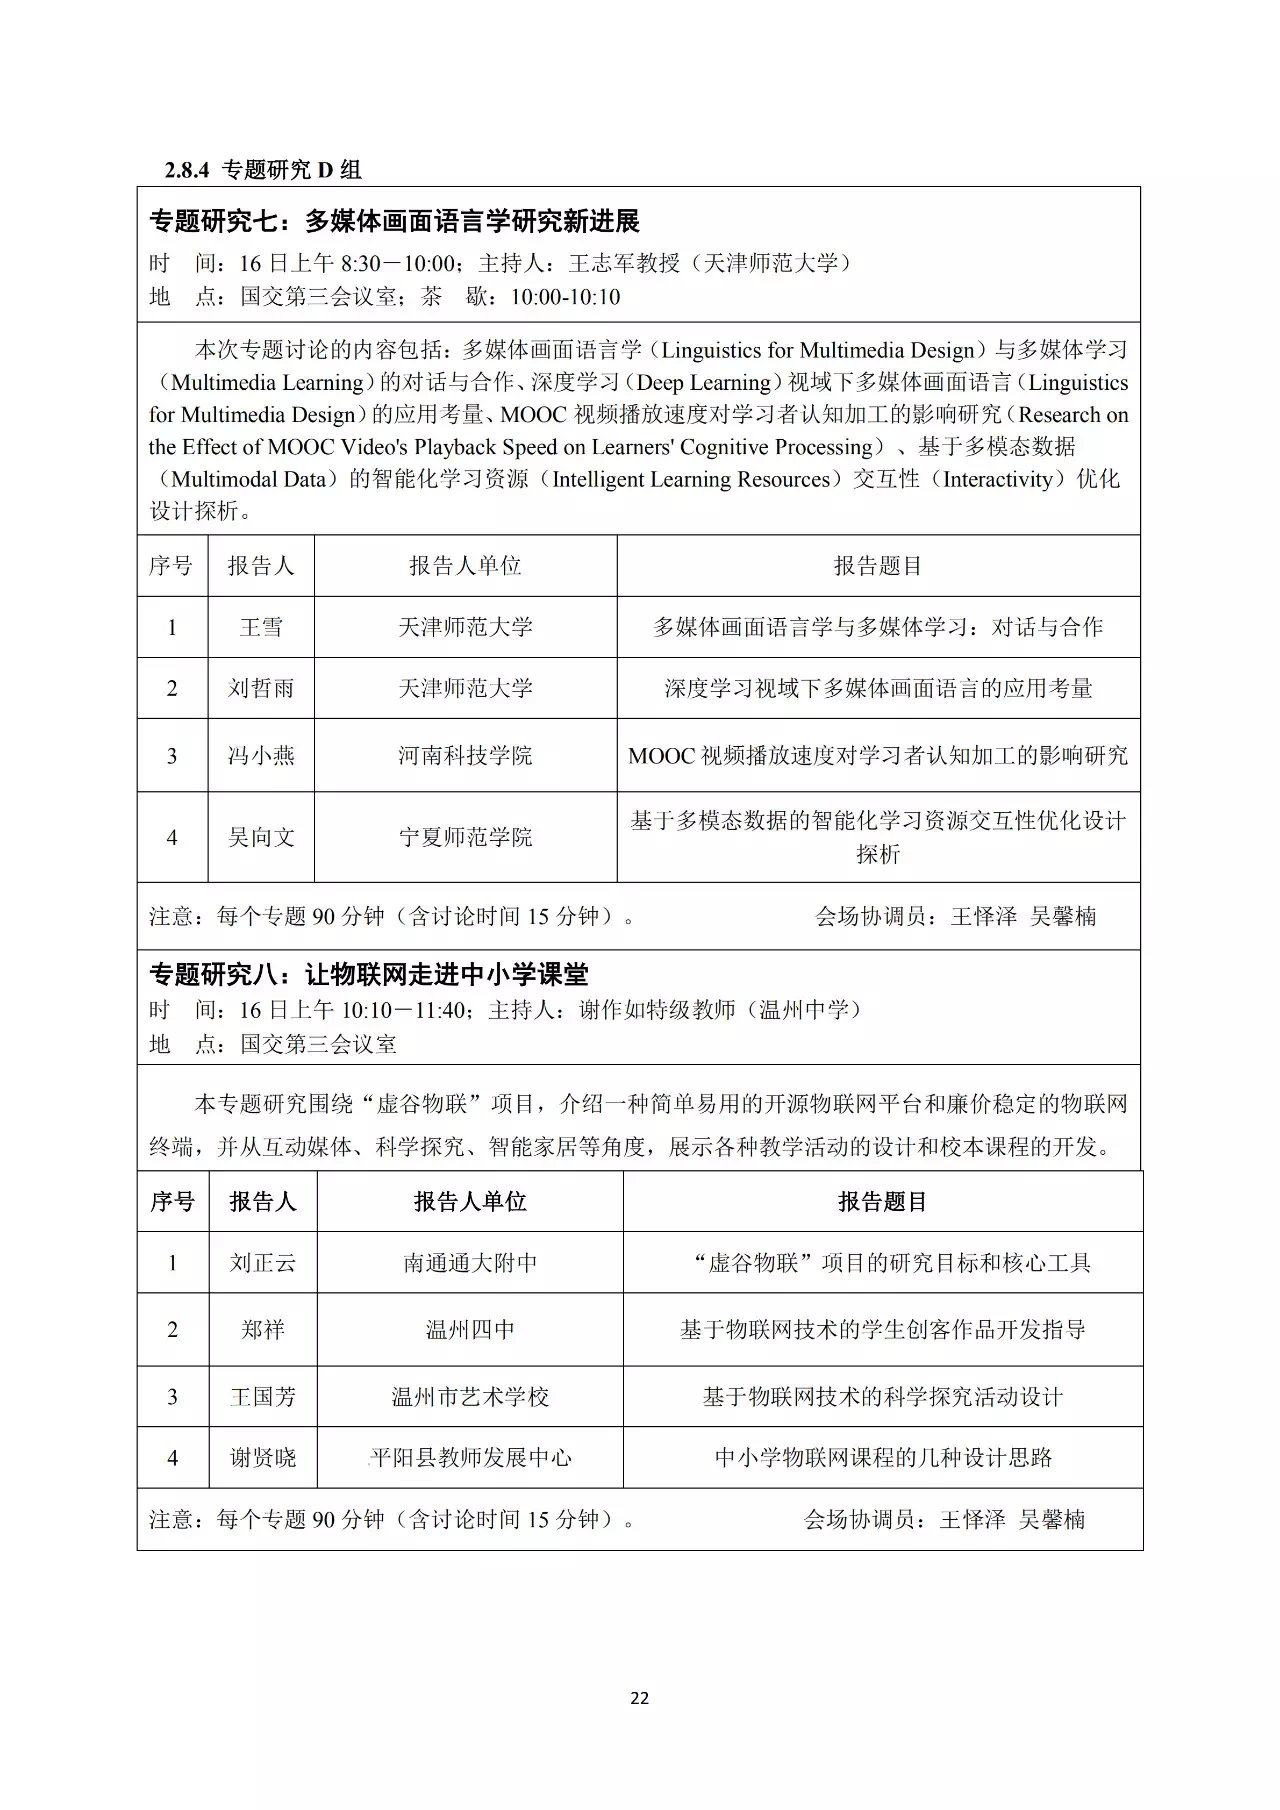 2.8.4 专题研究 D 组
专题研究七：多媒体画面语言学研究新进展
时　间：16 日上午 8:30－10:00；主持人：王志军教授（天津师范大学）
地　点：国交第三会议室；茶　歇：10:00-10:10
本次专题讨论的内容包括：多媒体画面语言学（Linguistics for Multimedia Design）与多媒体学习
（Multimedia Learning）的对话与合作、深度学习（Deep Learning）视域下多媒体画面语言（Linguistics
for Multimedia Design）的应用考量、MOOC 视频播放速度对学习者认知加工的影响研究（Research on
the Effect of MOOC Video's Playback Speed on Learners' Cognitive Processing）、基于多模态数据
（Multimodal Data）的智能化学习资源（Intelligent Learning Resources）交互性（Interactivity）优化
设计探析。
序号 报告人 报告人单位 报告题目
1 王雪 天津师范大学 多媒体画面语言学与多媒体学习：对话与合作
2 刘哲雨 天津师范大学 深度学习视域下多媒体画面语言的应用考量
3 冯小燕 河南科技学院 MOOC 视频播放速度对学习者认知加工的影响研究
4 吴向文 宁夏师范学院 基于多模态数据的智能化学习资源交互性优化设计
探析
注意：每个专题 90 分钟（含讨论时间 15 分钟）。 会场协调员：王怿泽 吴馨楠
专题研究八：让物联网走进中小学课堂
时　间：16 日上午 10:10－11:40；主持人：谢作如特级教师（温州中学）
地　点：国交第三会议室
本专题研究围绕“虚谷物联”项目，介绍一种简单易用的开源物联网平台和廉价稳定的物联网
终端，并从互动媒体、科学探究、智能家居等角度，展示各种教学活动的设计和校本课程的开发。
序号 报告人 报告人单位 报告题目
1 刘正云 南通通大附中 “虚谷物联”项目的研究目标和核心工具
2 郑祥 温州四中 基于物联网技术的学生创客作品开发指导
3 王国芳 温州市艺术学校 基于物联网技术的科学探究活动设计
4 谢贤晓 平阳县教师发展中心 中小学物联网课程的几种设计思路
注意：每个专题 90 分钟（含讨论时间 15 分钟）。 会场协调员：王怿泽 吴馨楠
22